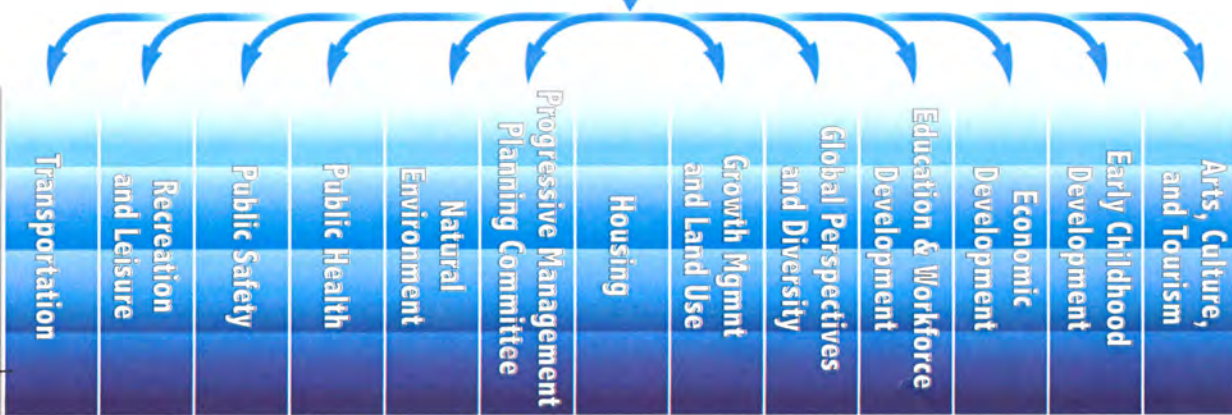 Transportation
Recreation
and Leisure
Public Safety
Public Health
Natural
Environment
Progressive Management
Planning Committee
Housing
Growth Mgmnt
and Land Use
Global Perspectives
and Diversity
Education & Workforce
Development
Economic
Development
Early Childhood
Development
Arts, Culture,
and Tourism